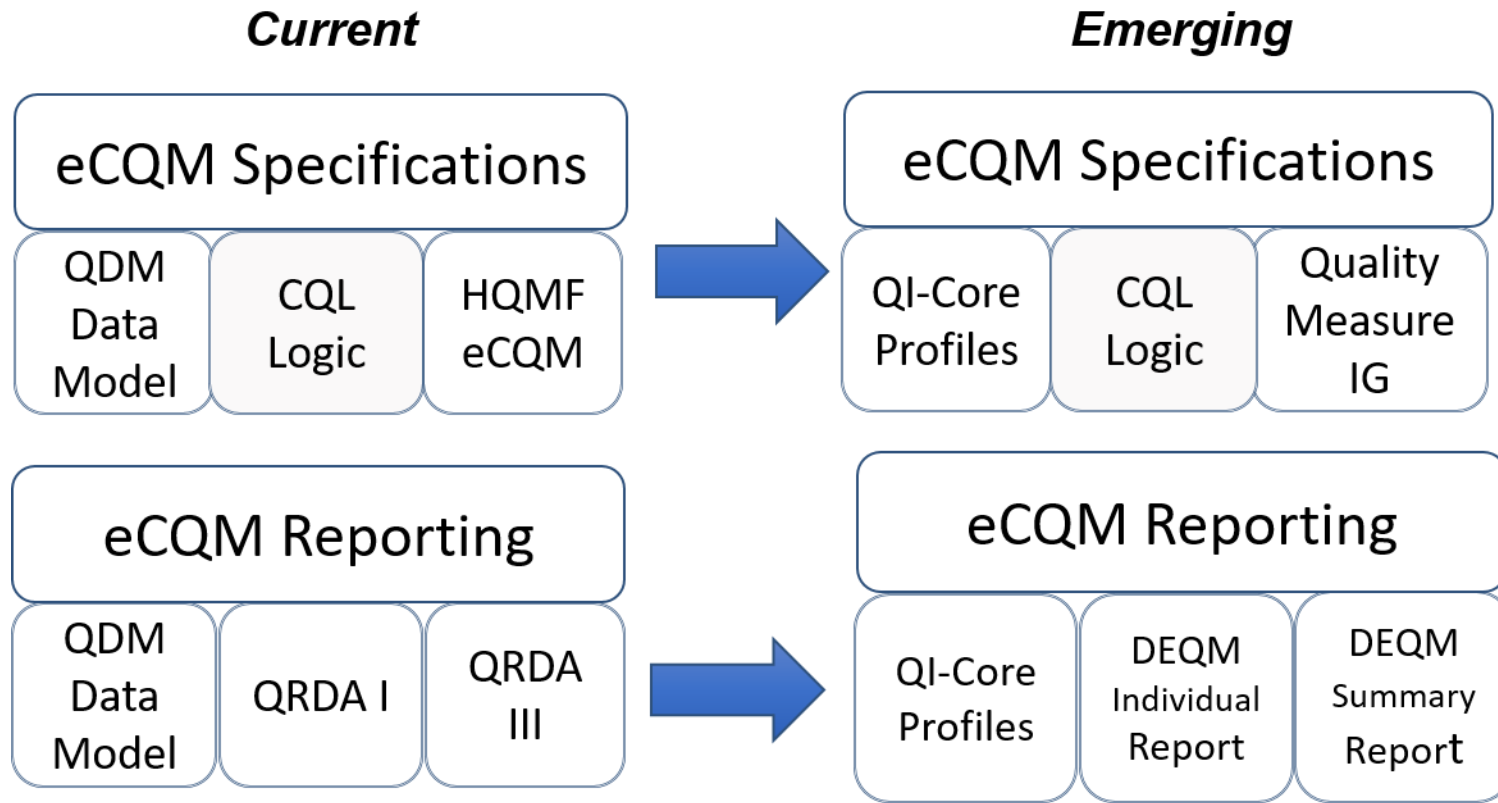 Current
Emerging
eCQM Specifications
QDM
Data
Model
CQL
Logic
HQMF
eCQM
eCQM Specifications
QI-Core
Profiles
CQL
Logic
Quality
Measure
IG
eCQM Reporting
QDM
Data
Model
QRDA I
QRDA
III
eCQM Reporting
QI-Core
Profiles
DEQM
Individual
Report
DEQM
Summary
Report